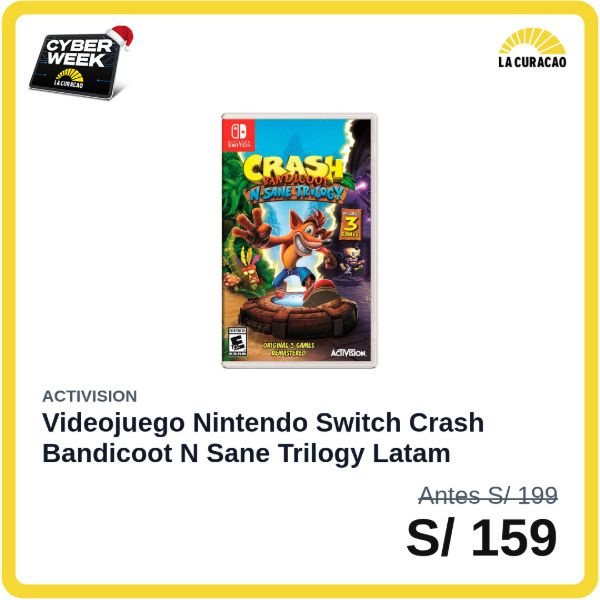 CYBER
WEEK
LA CURACAO
LA CURACAO
NINTENDO
SWITCH
CRASH
BANDICOOT
N·SANE TRILOGY
INCLUDES
3
GAMES
E
ORIGINAL 3 GAMES
REMASTERED
ACTIVISION
ACTIVISION
Videojuego Nintendo Switch Crash
Bandicoot N Sane Trilogy Latam
Antes S/ 199
S/ 159